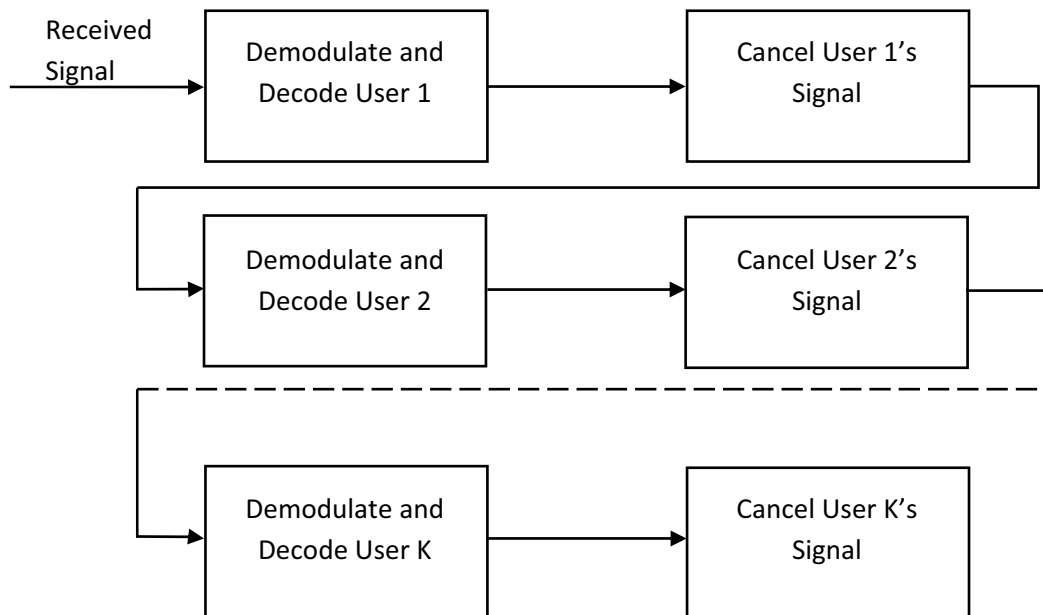 Received
Signal
Demodulate and
Decode User 1
Cancel User 1’s
Signal
Demodulate and
Decode User 2
Cancel User 2’s
Signal
Demodulate and
Decode User K
Cancel User K’s
Signal